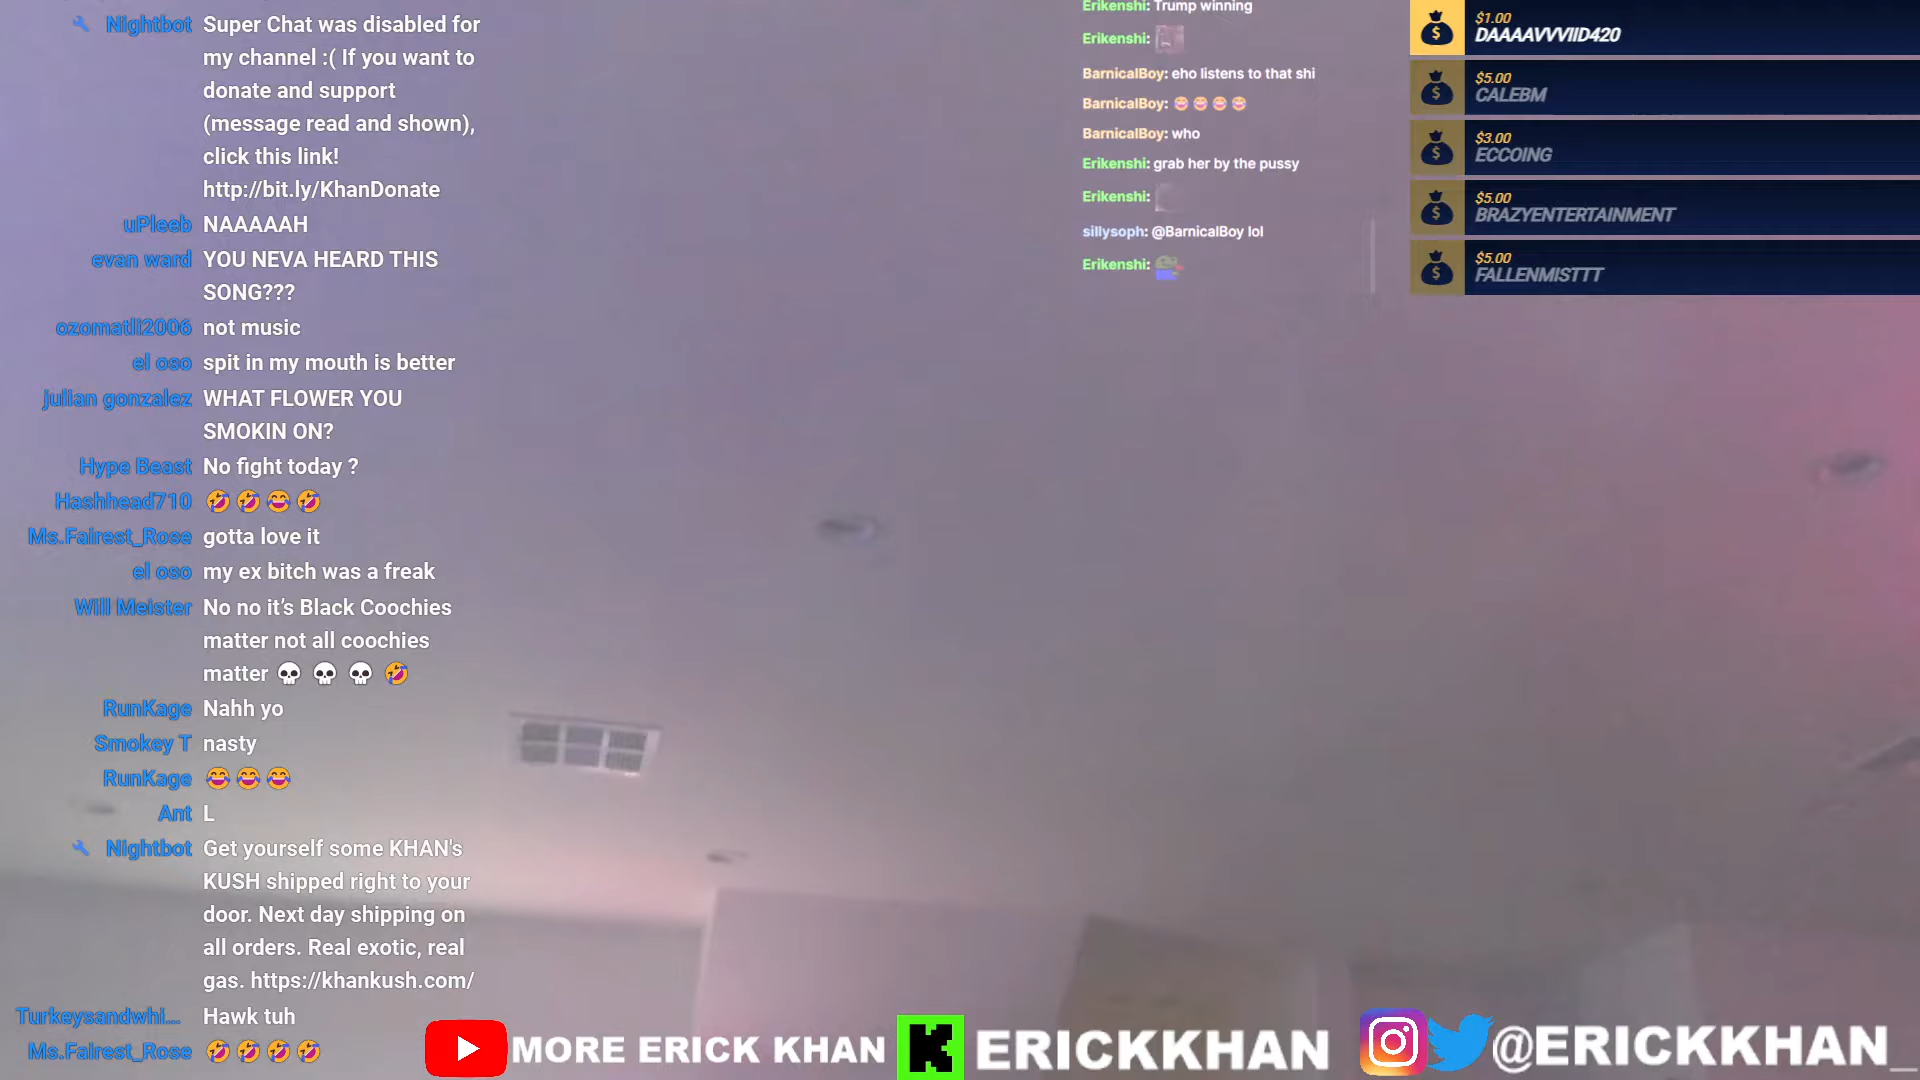 Nightbot Super Chat was disabled for
my channel :( If you want to
donate and support
(message read and shown),
click this link!
http://bit.ly/KhanDonate
uPleeb NAAAAAH
evan ward YOU NEVA HEARD THIS
SONG???
ozomatli2006 not music
el oso spit in my mouth is better
julian gonzalez WHAT FLOWER YOU
SMOKIN ON?
Hype Beast No fight today ?
Hashhead710 🤣🤣😂🤣
Ms.Fairest_Rose gotta love it
el oso my ex bitch was a freak
Will Meister No no it’s Black Coochies
matter not all coochies
matter 💀 💀 💀 🤣
RunKage Nahh yo
Smokey T nasty
RunKage 😂😂😂
Ant L
Nightbot Get yourself some KHAN's
KUSH shipped right to your
door. Next day shipping on
all orders. Real exotic, real
gas. https://khankush.com/
Turkeysandwhi... Hawk tuh
Ms.Fairest_Rose 🤣🤣🤣🤣
Erikenshi: Trump winning
Erikenshi:
BarnicalBoy: eho listens to that shi
BarnicalBoy: 😂😂😂😂
BarnicalBoy: who
Erikenshi: grab her by the pussy
Erikenshi:
sillysoph: @BarnicalBoy lol
Erikenshi:
$1.00
DAAAAVVVIID420
$5.00
CALEBM
$3.00
ECCOING
$5.00
BRAZYENTERTAINMENT
$5.00
FALLENMISTTT
MORE ERICK KHAN
K ERICKKHAN
@ERICKKHAN_